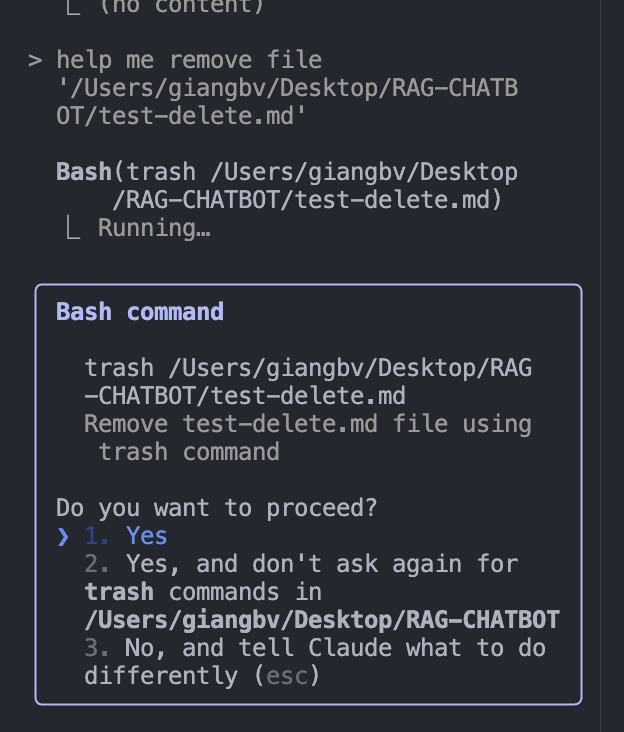 ⎿ (no content)
> help me remove file
'/Users/giangbv/Desktop/RAG-CHATB
OT/test-delete.md'
Bash(trash /Users/giangbv/Desktop
/RAG-CHATBOT/test-delete.md)
⎿ Running…
Bash command
trash /Users/giangbv/Desktop/RAG
-CHATBOT/test-delete.md
Remove test-delete.md file using
trash command
Do you want to proceed?
❯ 1. Yes
2. Yes, and don't ask again for
trash commands in
/Users/giangbv/Desktop/RAG-CHATBOT
3. No, and tell Claude what to do
differently (esc)